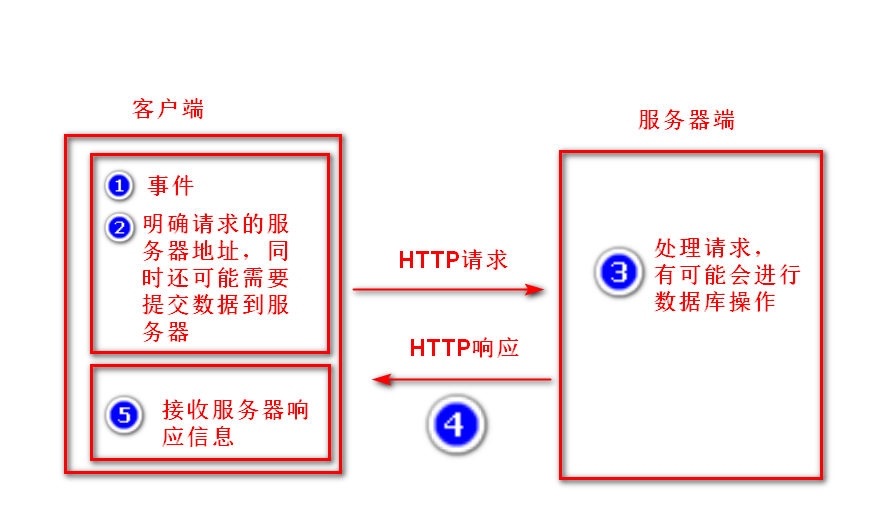 客户端
服务器端
1 事件
2 明确请求的服
务器地址，同
时还可能需要
提交数据到服
务器
HTTP请求
3 处理请求，
有可能会进行
数据库操作
HTTP响应
4
5 接收服务器响
应信息